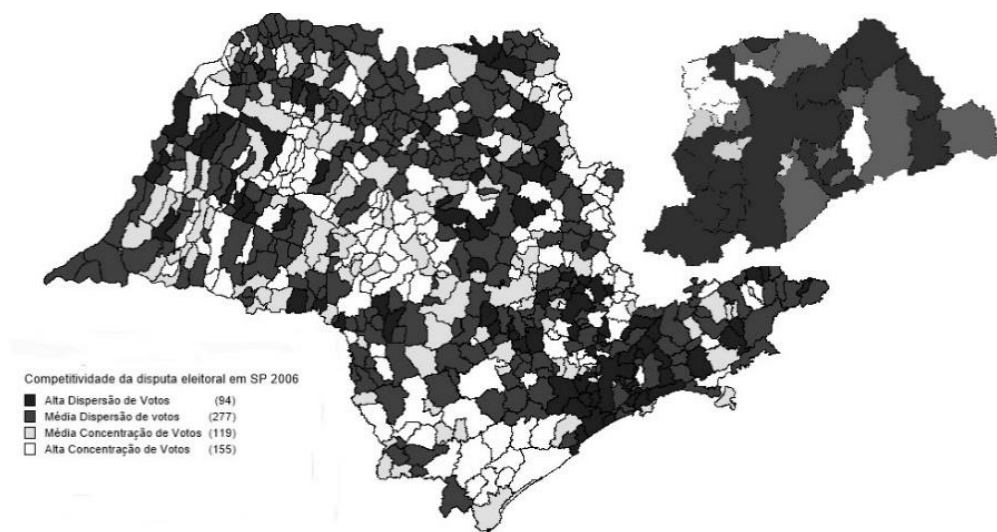 Competitividade da disputa eleitoral em SP 2006
Alta Dispersão de Votos (94)
Média Dispersão de votos (277)
Média Concentração de Votos (119)
Alta Concentração de Votos (155)